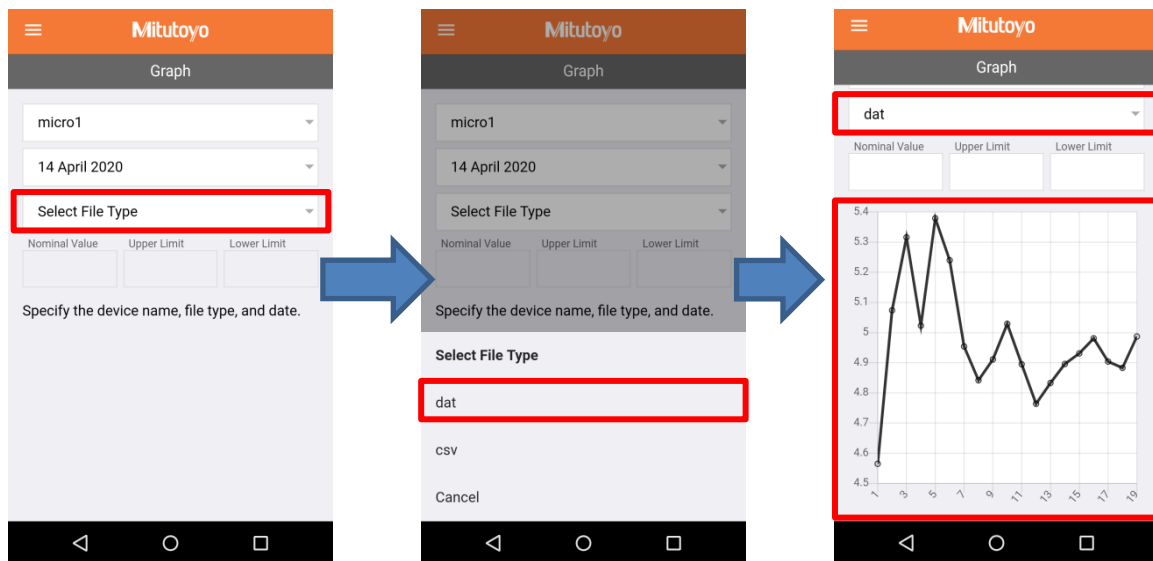 Mitutoyo
Graph
micro1
14 April 2020
Select File Type
Nominal Value Upper Limit Lower Limit
Specify the device name, file type, and date.
Mitutoyo
Graph
micro1
14 April 2020
Select File Type
Nominal Value Upper Limit Lower Limit
Specify the device name, file type, and date.
Select File Type
dat
csv
Cancel
Mitutoyo
Graph
dat
Nominal Value Upper Limit Lower Limit
5.4
5.3
5.2
5.1
5
4.9
4.8
4.7
4.6
4.5
1 3 5 7 9 11 13 15 17 19